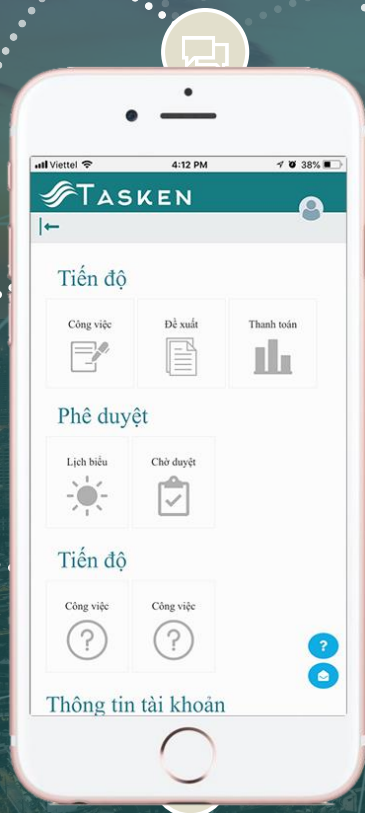 Viettel 4:12 PM 38%
TASKEN
Tiến độ
Công việc Đề xuất Thanh toán
Phê duyệt
Lịch biểu Chờ duyệt
Tiến độ
Công việc Công việc
?
? ?
Thông tin tài khoản